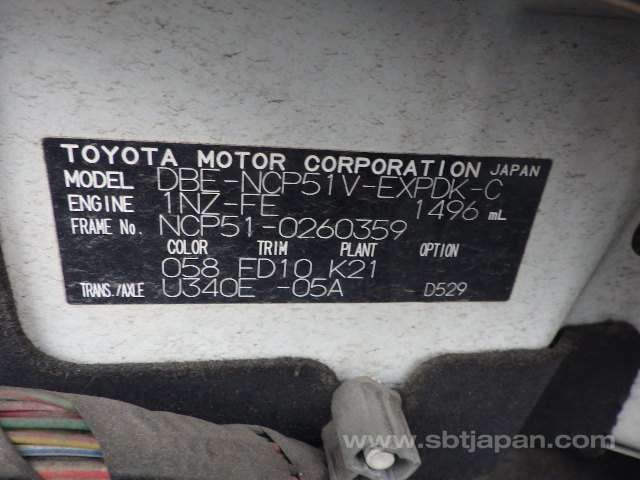 TOYOTA MOTOR CORPORATION JAPAN
MODEL DBE-NCP51V-EXPDK-C
ENGINE 1NZ-FE 1496 mL
FRAME No. NCP51-0260359
COLOR TRIM PLANT OPTION
058 FD10 K21
TRANS./AXLE U340E -05A D529
www.sbtjapan.com